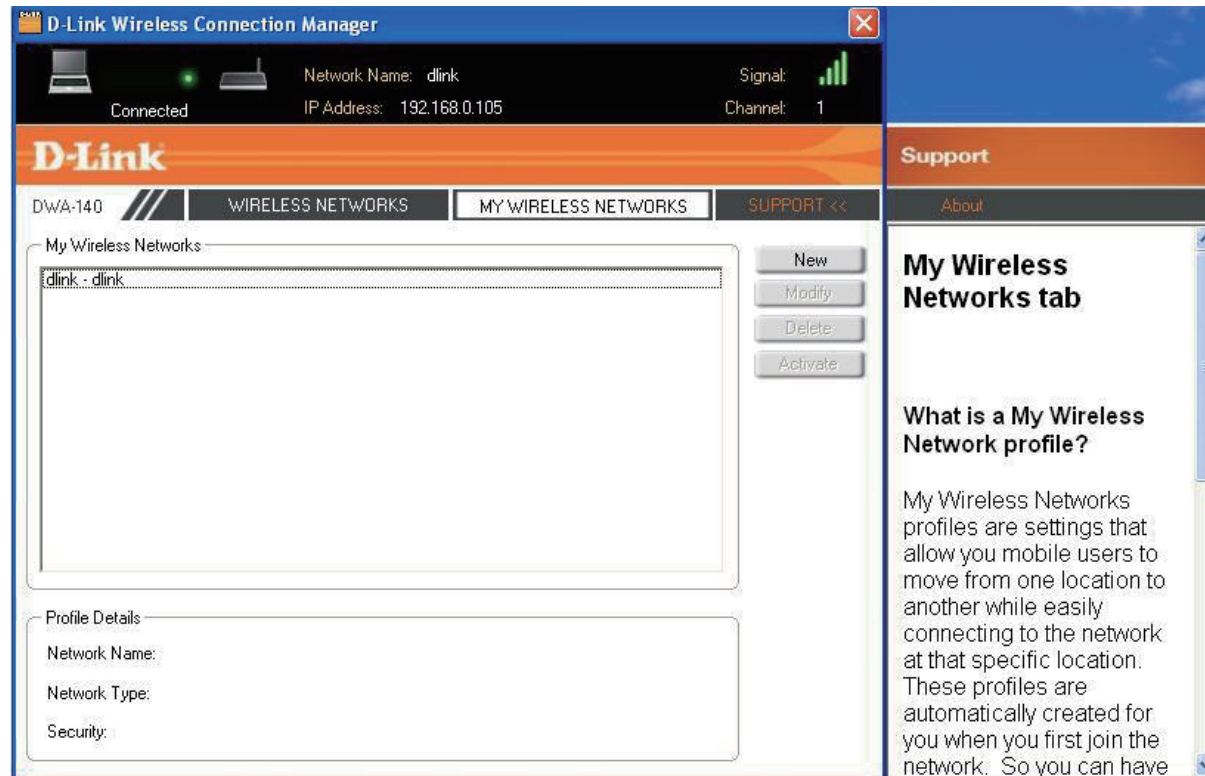 D-Link Wireless Connection Manager
Network Name: dlink
Signal:
Connected
IP Address: 192.168.0.105
Channel: 1
D-Link
DWA-140
WIRELESS NETWORKS
MY WIRELESS NETWORKS
SUPPORT <<
My Wireless Networks
dlink - dlink
New
Modify
Delete
Activate
Profile Details
Network Name:
Network Type:
Security:
Support
About
My Wireless
Networks tab
What is a My Wireless
Network profile?
My Wireless Networks
profiles are settings that
allow you mobile users to
move from one location to
another while easily
connecting to the network
at that specific location.
These profiles are
automatically created for
you when you first join the
network. So you can have